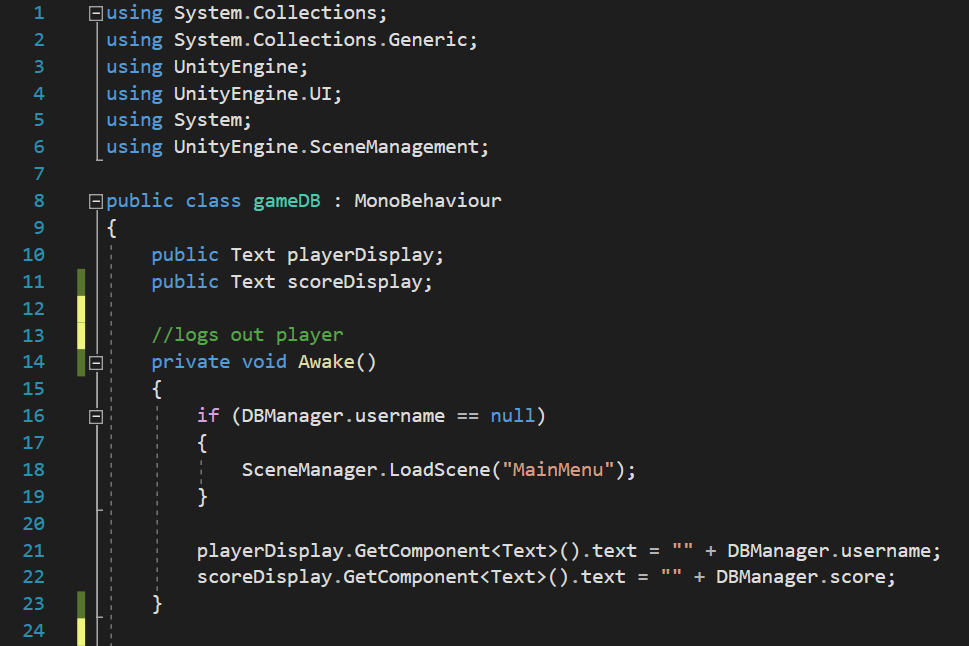 1 using System.Collections;
2 using System.Collections.Generic;
3 using UnityEngine;
4 using UnityEngine.UI;
5 using System;
6 using UnityEngine.SceneManagement;
7
8 public class gameDB : MonoBehaviour
9 {
10 public Text playerDisplay;
11 public Text scoreDisplay;
12
13 //logs out player
14 private void Awake()
15 {
16 if (DBManager.username == null)
17 {
18 SceneManager.LoadScene("MainMenu");
19 }
20
21 playerDisplay.GetComponent<Text>().text = "" + DBManager.username;
22 scoreDisplay.GetComponent<Text>().text = "" + DBManager.score;
23 }
24